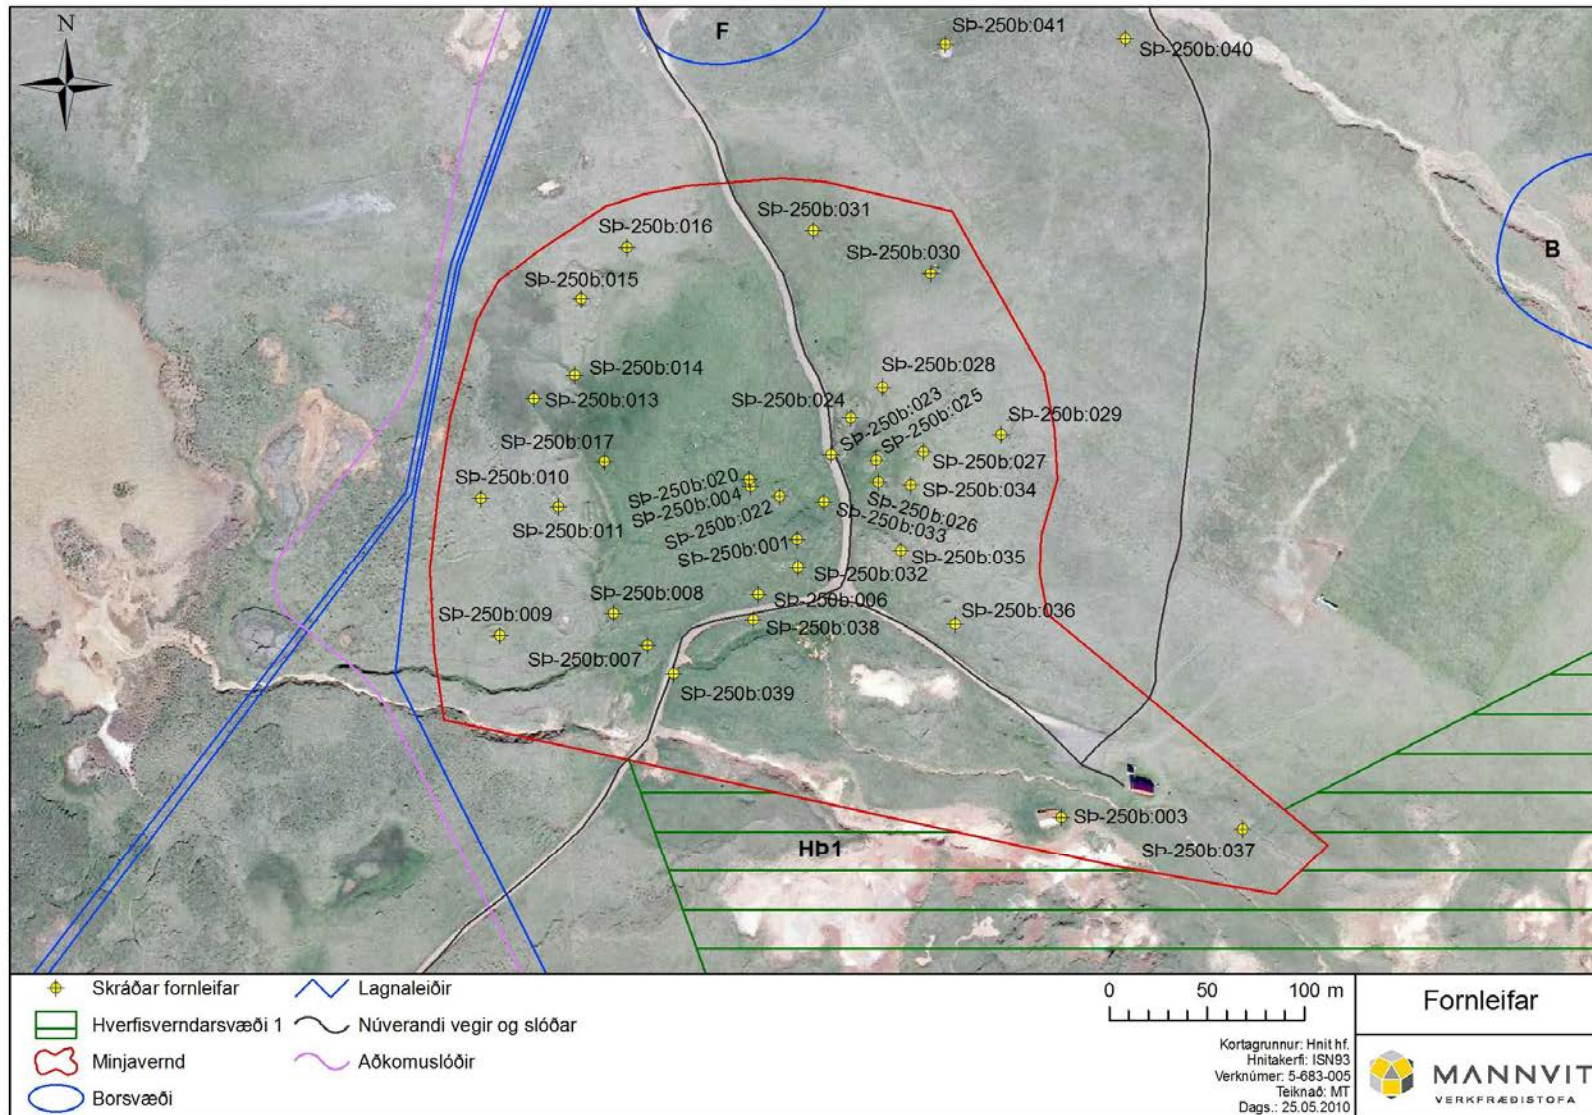 N
F
SÞ-250b:041
SÞ-250b:040
B
SÞ-250b:031
SÞ-250b:016
SÞ-250b:030
SÞ-250b:015
SÞ-250b:014
SÞ-250b:028
SÞ-250b:013
SÞ-250b:024
SÞ-250b:023
SÞ-250b:025
SÞ-250b:029
SÞ-250b:017
SÞ-250b:027
SÞ-250b:010
SÞ-250b:020
SÞ-250b:004
SÞ-250b:034
SÞ-250b:011
SÞ-250b:022
SÞ-250b:026
SÞ-250b:033
SÞ-250b:001
SÞ-250b:035
SÞ-250b:032
SÞ-250b:008
SÞ-250b:006
SÞ-250b:036
SÞ-250b:009
SÞ-250b:038
SÞ-250b:007
SÞ-250b:039
SÞ-250b:003
HÞ1
SÞ-250b:037
Skráðar fornleifar
Hverfisverndarsvæði 1
Minjavernd
Borsvæði
Lagnaleiðir
Núverandi vegir og slóðar
Aðkomuslóðir
0 50 100 m
Kortagrunnur: Hnit hf.
Hnitakerfi: ISN93
Verknúmer: 5-683-005
Teiknað: MT
Dags.: 25.05.2010
Fornleifar
MANNVIT
VERKFRÆÐISTOFA